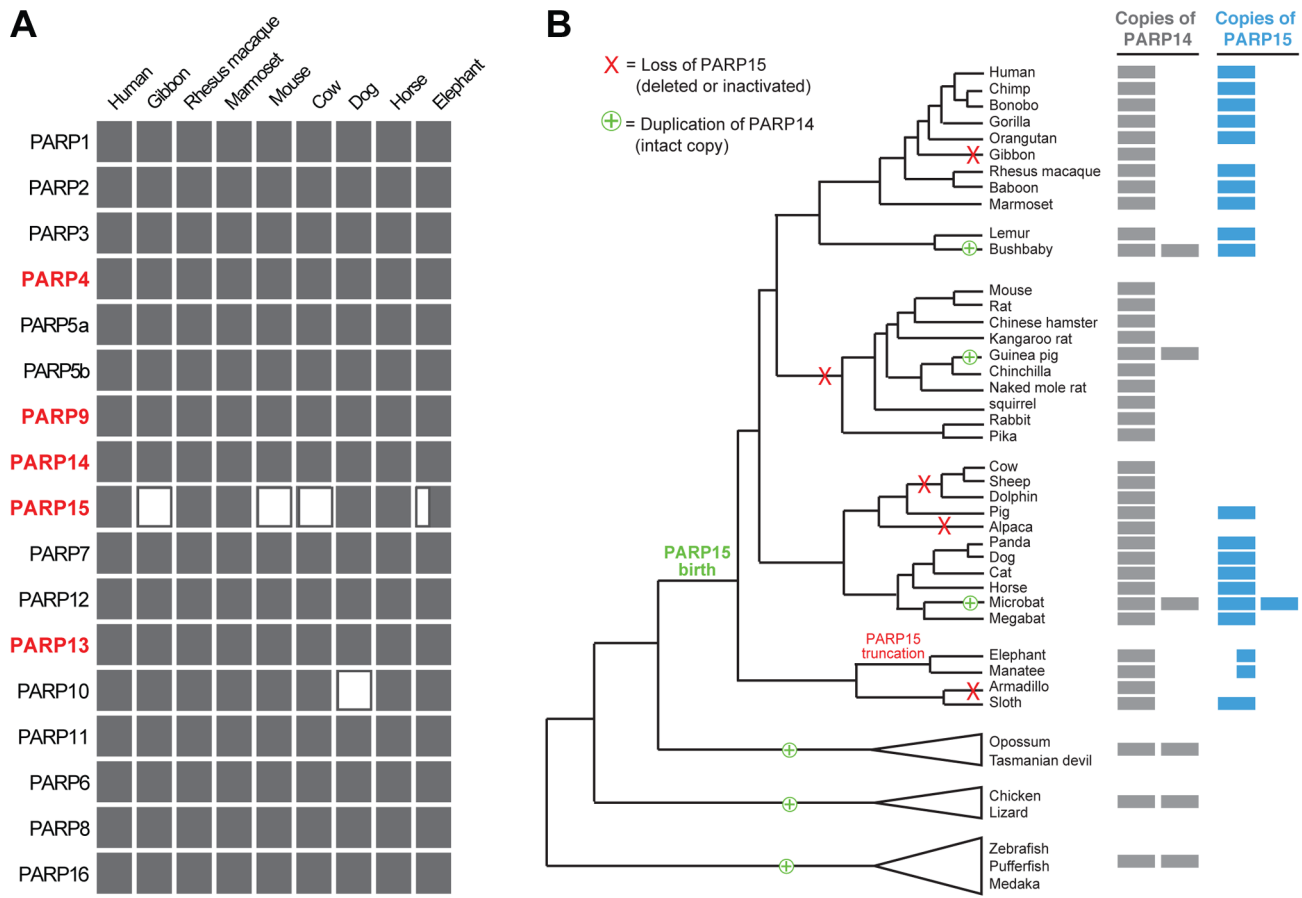 A
Human
Gibbon
Rhesus macaque
Marmoset
Mouse
Cow
Dog
Horse
Elephant
PARP1
PARP2
PARP3
PARP4
PARP5a
PARP5b
PARP9
PARP14
PARP15
PARP7
PARP12
PARP13
PARP10
PARP11
PARP6
PARP8
PARP16
B
X = Loss of PARP15
(deleted or inactivated)
+ = Duplication of PARP14
(intact copy)
Copies of
PARP14
Copies of
PARP15
Human
Chimp
Bonobo
Gorilla
Orangutan
Gibbon
Rhesus macaque
Baboon
Marmoset
Lemur
Bushbaby
Mouse
Rat
Chinese hamster
Kangaroo rat
Guinea pig
Chinchilla
Naked mole rat
squirrel
Rabbit
Pika
Cow
Sheep
Dolphin
Pig
Alpaca
Panda
Dog
Cat
Horse
Microbat
Megabat
PARP15
birth
PARP15
truncation
Elephant
Manatee
Armadillo
Sloth
Opossum
Tasmanian devil
Chicken
Lizard
Zebrafish
Pufferfish
Medaka